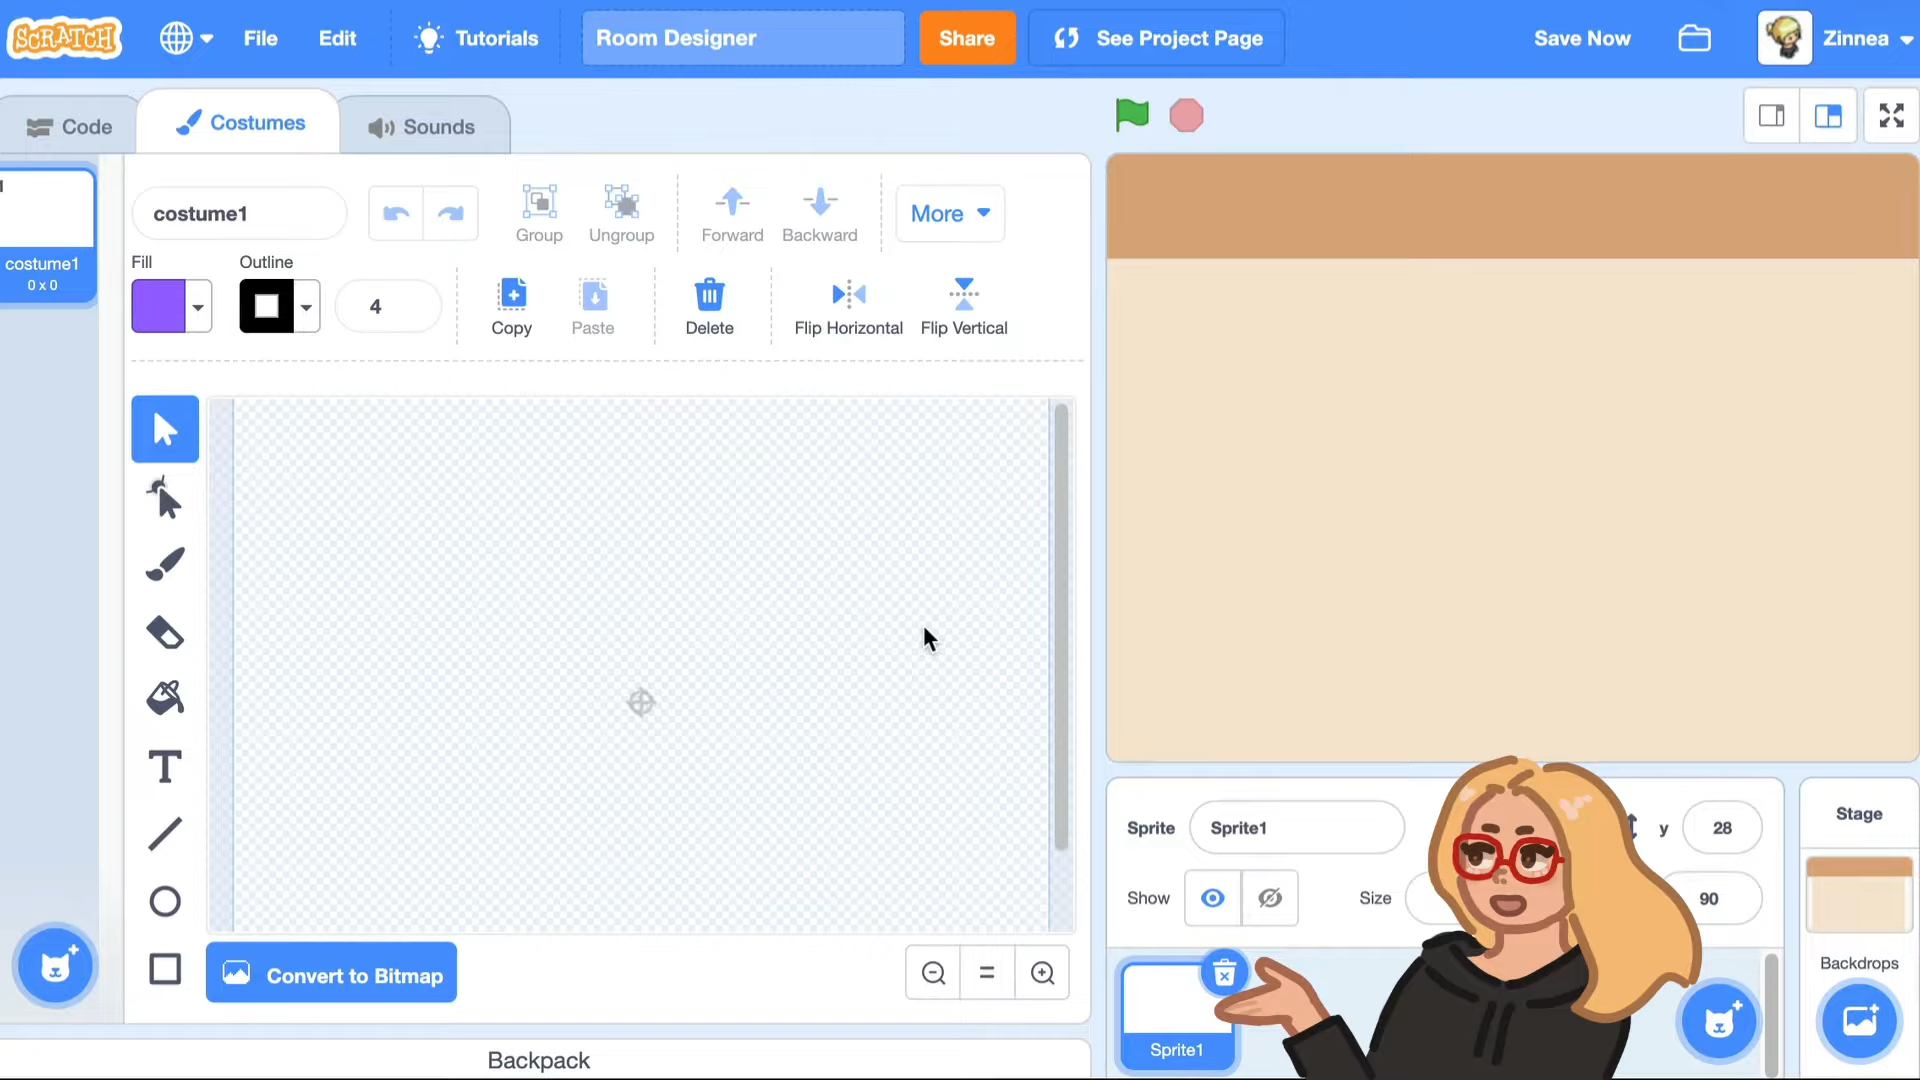 SCRATCH File Edit Tutorials Room Designer Share See Project Page Save Now Zinnea
Code Costumes Sounds
1
costume1
0 x 0
costume1
Group Ungroup Forward Backward More
Fill Outline
4
Copy Paste Delete Flip Horizontal Flip Vertical
Convert to Bitmap
Backpack
Sprite Sprite1 y 28
Show Size 90
Sprite1
Stage
Backdrops